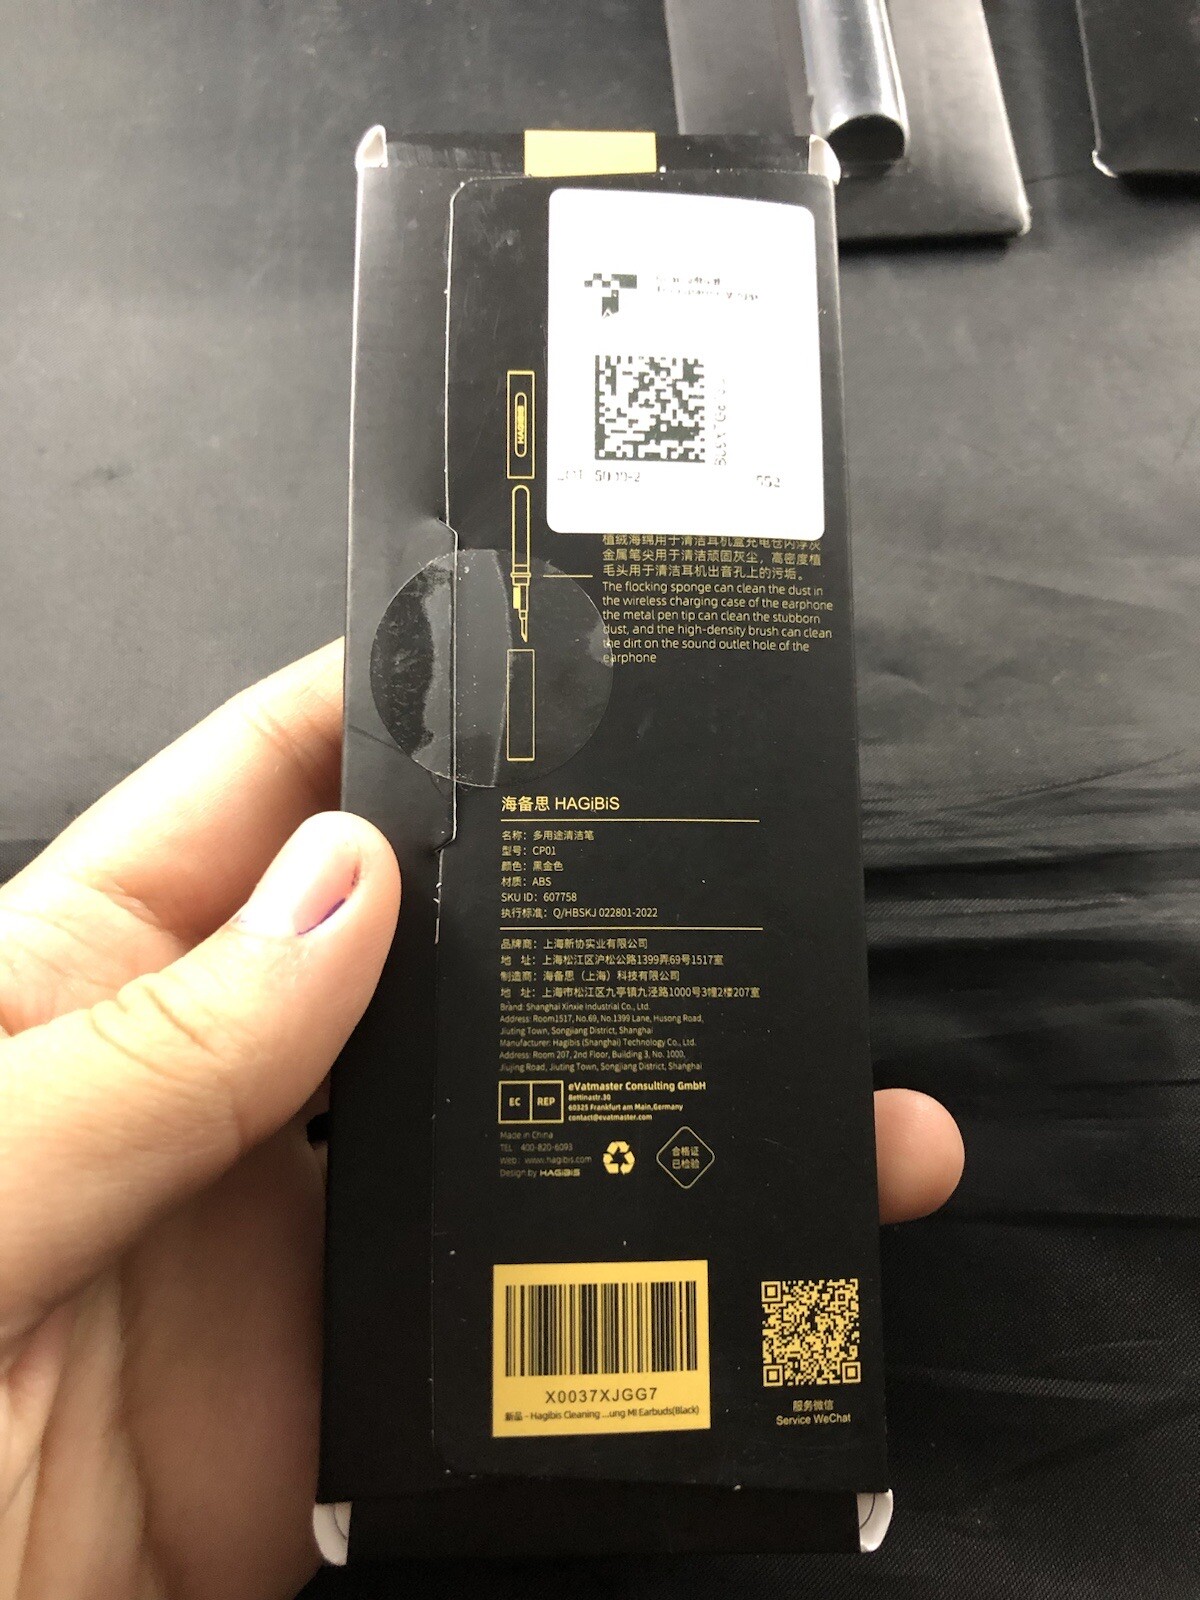 HAGIBIS
552
植绒海绵用于清洁耳机盒充电仓内浮灰
金属笔尖用于清洁顽固灰尘，高密度植
毛头用于清洁耳机出音孔上的污垢。
The flocking sponge can clean the dust in
the wireless charging case of the earphone
the metal pen tip can clean the stubborn
dust, and the high-density brush can clean
the dirt on the sound outlet hole of the
earphone
海备思 HAGiBiS
名称：多用途清洁笔
型号：CP01
颜色：黑金色
材质：ABS
SKU ID：607758
执行标准：Q/HBSKJ 022801-2022
品牌商：上海新协实业有限公司
地 址：上海松江区沪松公路1399弄69号1517室
制造商：海备思（上海）科技有限公司
地 址：上海市松江区九亭镇九泾路1000号3幢2楼207室
Brand: Shanghai Xinxie Industrial Co., Ltd.
Address: Room1517, No.69, No.1399 Lane, Husong Road,
Jiuting Town, Songjiang District, Shanghai
Manufacturer: Hagibis (Shanghai) Technology Co., Ltd.
Address: Room 207, 2nd Floor, Building 3, No. 1000,
Jiujing Road, Jiuting Town, Songjiang District, Shanghai
EC REP
eVatmaster Consulting GmbH
Bettinastr.30
60325 Frankfurt am Main,Germany
contact@evatmaster.com
Made in China
TEL：400-820-6093
Web：www.hagibis.com
Design by HAGiBiS
合格证
已检验
X0037XJGG7
新品 - Hagibis Cleaning ...ung MI Earbuds(Black)
服务微信
Service WeChat